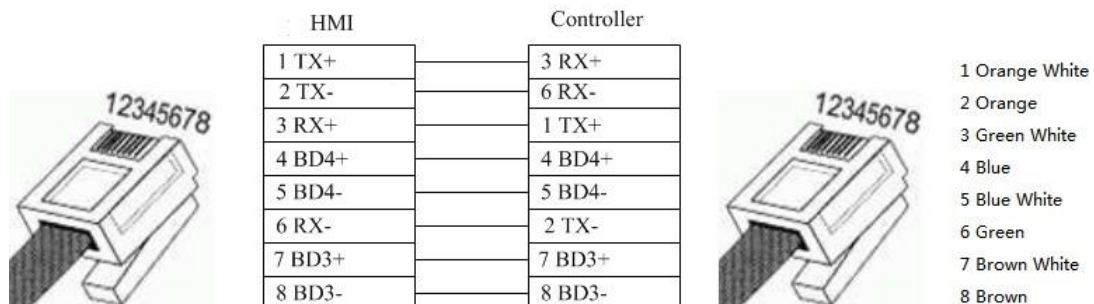 HMI Controller
1 TX+ 3 RX+
2 TX- 6 RX-
3 RX+ 1 TX+
4 BD4+ 4 BD4+
5 BD4- 5 BD4-
6 RX- 2 TX-
7 BD3+ 7 BD3+
8 BD3- 8 BD3-
12345678
12345678
1 Orange White
2 Orange
3 Green White
4 Blue
5 Blue White
6 Green
7 Brown White
8 Brown